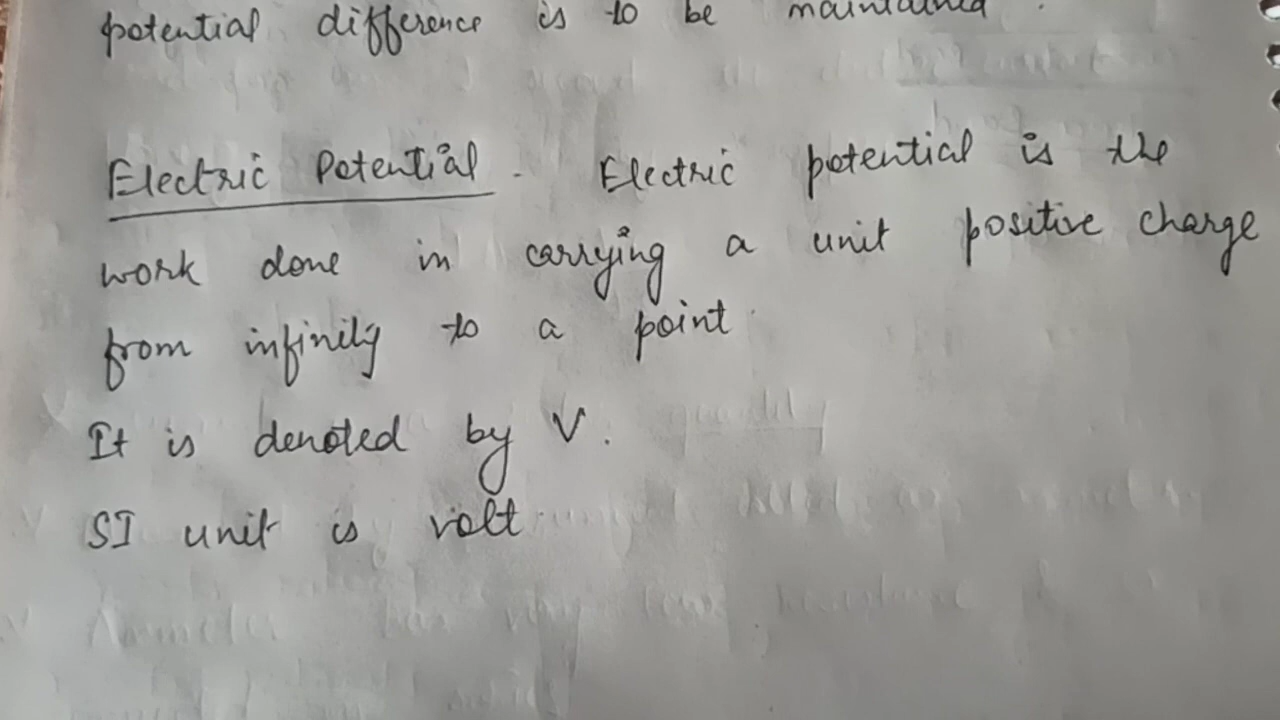 potential difference is to be maintained.
Electric Potential - Electric potential is the
work done in carrying a unit positive charge
from infinity to a point
It is denoted by V.
SI unit is volt